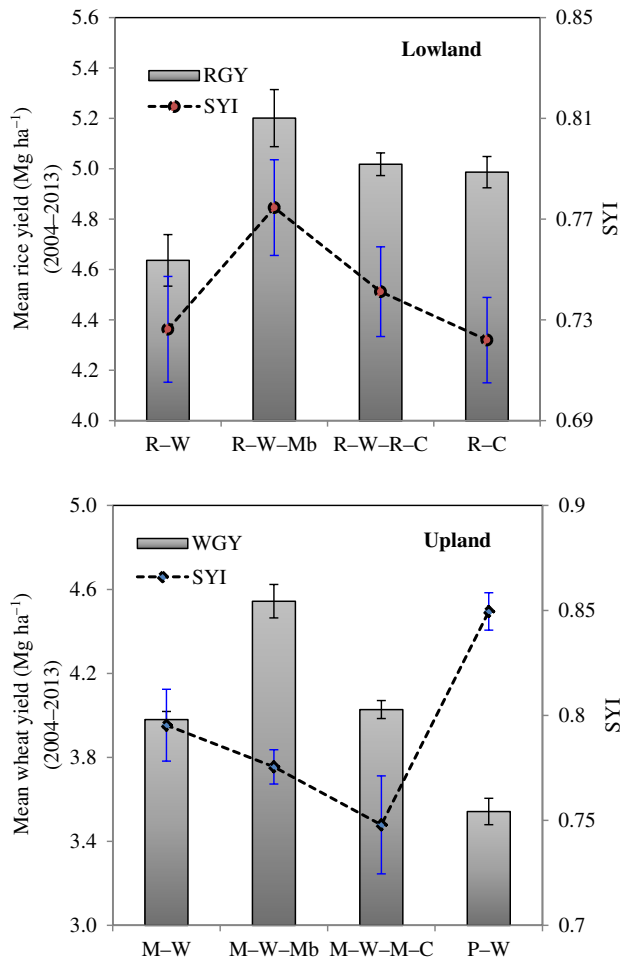 Lowland
RGY
SYI
Mean rice yield (Mg ha−1)
(2004–2013)
5.6
5.4
5.2
5.0
4.8
4.6
4.4
4.2
4.0
0.85
0.81
0.77
0.73
0.69
SYI
R–W
R–W–Mb
R–W–R–C
R–C
Upland
WGY
SYI
Mean wheat yield (Mg ha−1)
(2004–2013)
5.0
4.6
4.2
3.8
3.4
3.0
0.9
0.85
0.8
0.75
0.7
SYI
M–W
M–W–Mb
M–W–M–C
P–W